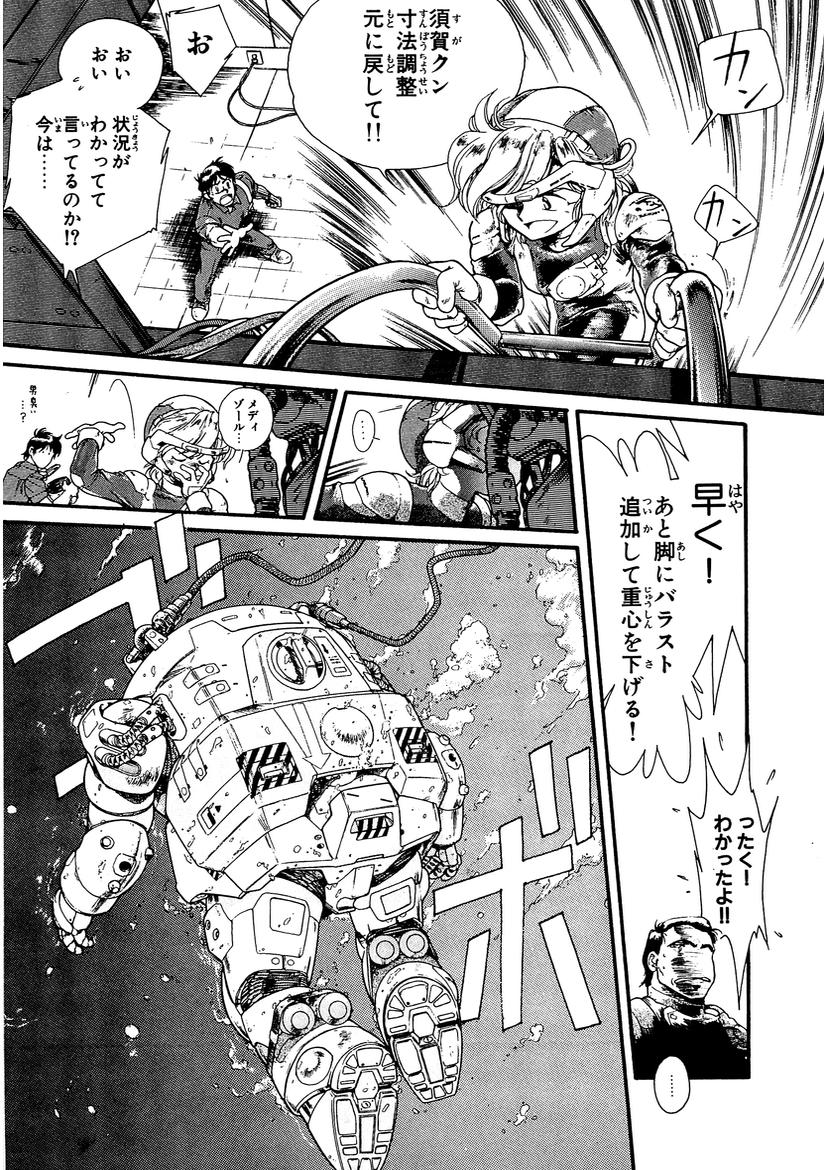 カン
カン
須賀クン
寸法調整
元に戻して!!
お
おい
おい
状況が
わかってて
言ってるのか!?
今は……
早く!
あと脚にバラスト
追加して重心を下げる!
ったく!
わかったよ!!
……
…
メディ
ゾール…
…?
ゴボ